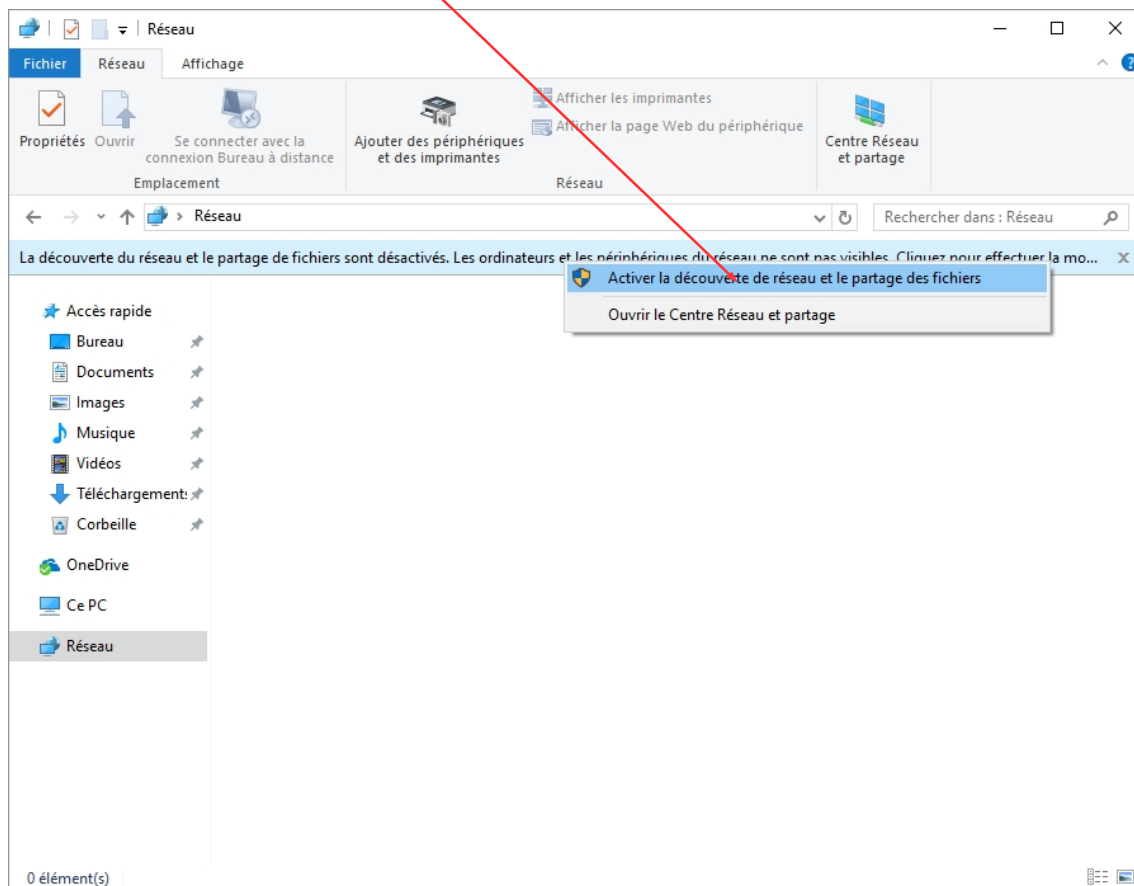 Réseau
Fichier Réseau Affichage
Afficher les imprimantes
Afficher la page Web du périphérique
Propriétés Ouvrir Se connecter avec la connexion Bureau à distance
Ajouter des périphériques et des imprimantes
Centre Réseau et partage
Emplacement Réseau
Réseau Rechercher dans : Réseau
La découverte du réseau et le partage de fichiers sont désactivés. Les ordinateurs et les périphériques du réseau ne sont pas visibles. Cliquez pour effectuer la mo...
Activer la découverte de réseau et le partage des fichiers
Ouvrir le Centre Réseau et partage
Accès rapide
Bureau
Documents
Images
Musique
Vidéos
Téléchargement:
Corbeille
OneDrive
Ce PC
Réseau
0 élément(s)